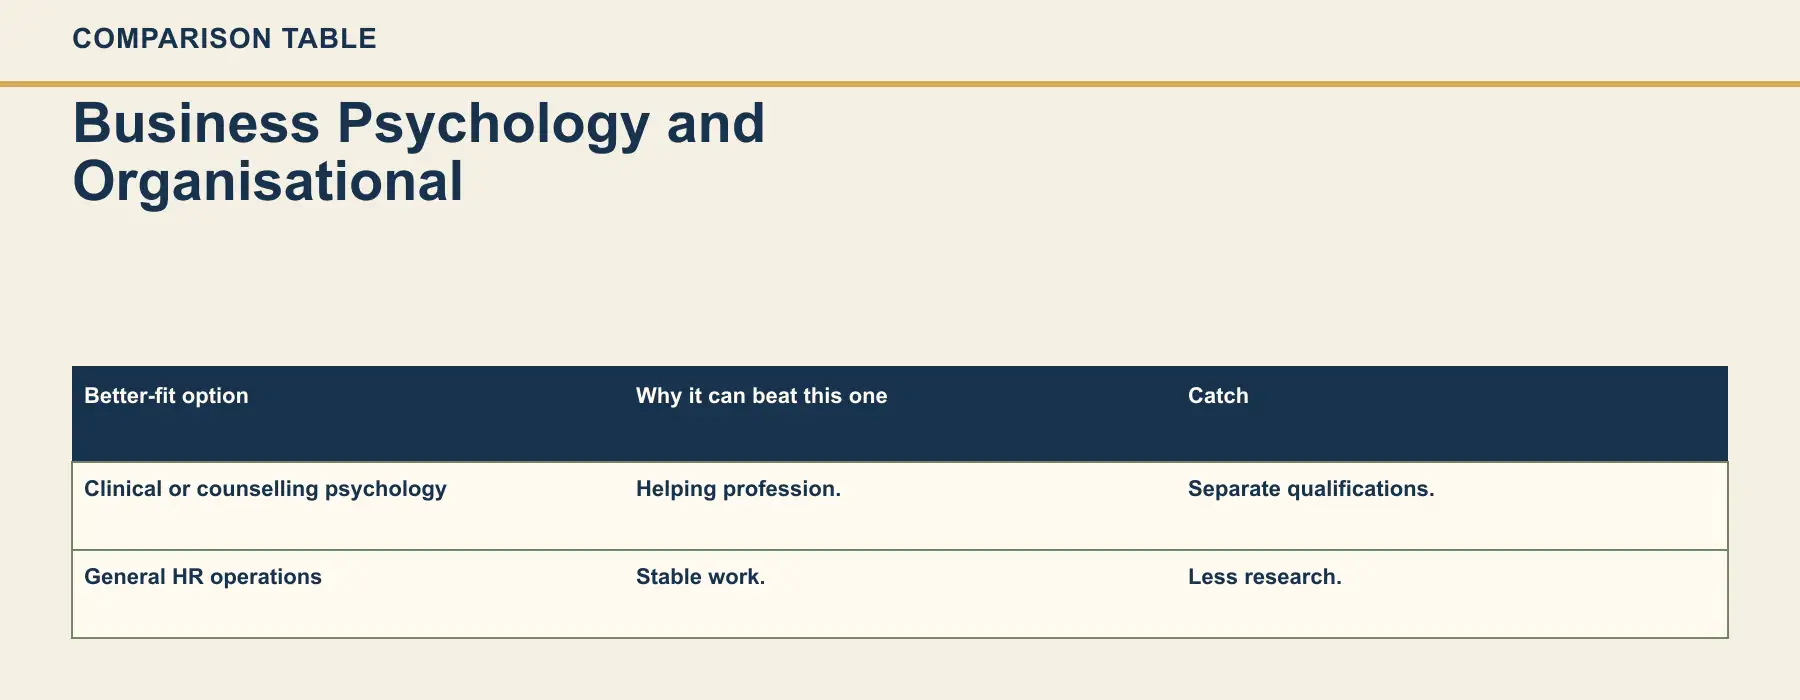 COMPARISON TABLE
Business Psychology and
Organisational
Better-fit option Why it can beat this one Catch
Clinical or counselling psychology Helping profession. Separate qualifications.
General HR operations Stable work. Less research.